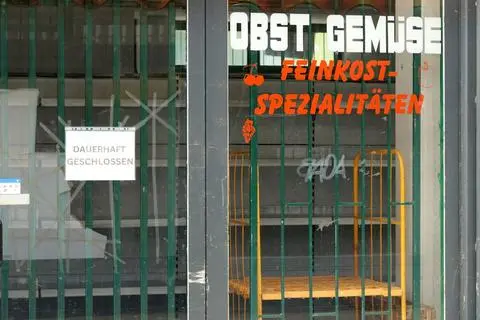 OBST GEMÜSE
FEINKOST-
SPEZIALITÄTEN
DAUERHAFT
GESCHLOSSEN